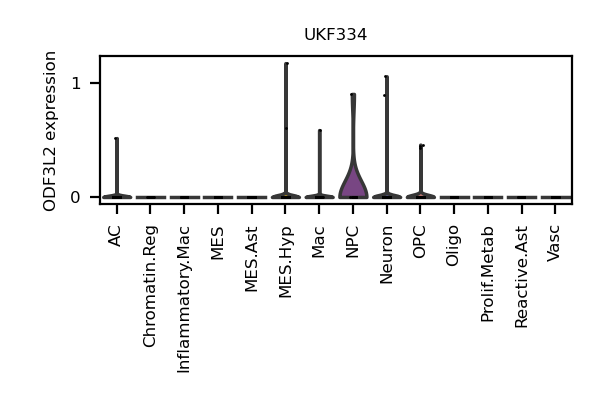 UKF334
ODF3L2 expression
1
0
AC
Chromatin.Reg
Inflammatory.Mac
MES
MES.Ast
MES.Hyp
Mac
NPC
Neuron
OPC
Oligo
Prolif.Metab
Reactive.Ast
Vasc